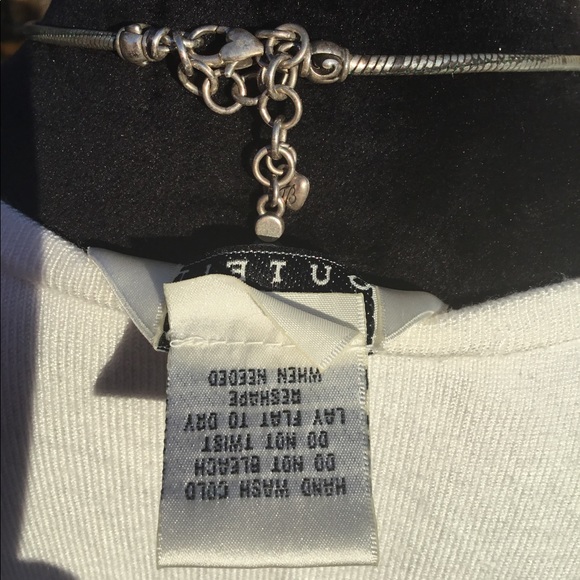 HAND WASH COLD
DO NOT BLEACH
DO NOT TWIST
LAY FLAT TO DRY
RESHAPE
WHEN NEEDED